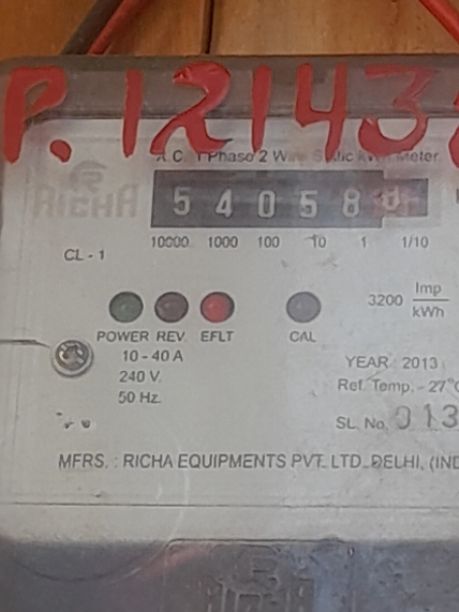 P. 12143
A.C. 1 Phase 2 Wire Static kWh Meter
RICHA
5 4 0 5 8
10000 1000 100 10 1 1/10
CL - 1
3200 Imp
kWh
POWER REV. EFLT CAL
10 - 40 A
240 V.
50 Hz.
YEAR 2013
Ref. Temp. - 27°C
SL. No. 013
MFRS. : RICHA EQUIPMENTS PVT. LTD. DELHI, (IND
RICHA